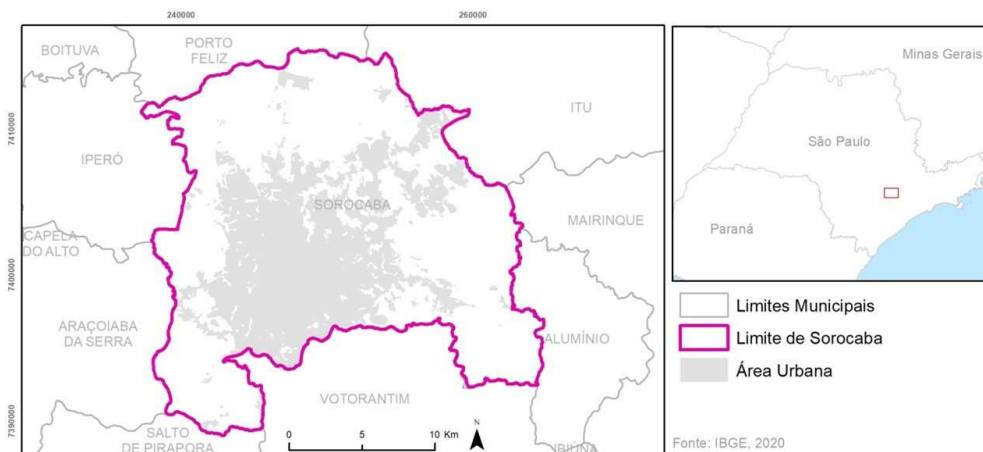 240000
260000
7410000
7400000
7390000
BOITUVA
PORTO
FELIZ
ITU
IPERÓ
SOROCABA
MAIRINQUE
CAPELA
DO ALTO
ARAÇOIABA
DA SERRA
ALUMÍNIO
VOTORANTIM
SALTO
DE PIRAPORA
IBIÚNA
0 5 10 Km
N
Minas Gerais
São Paulo
Paraná
Limites Municipais
Limite de Sorocaba
Área Urbana
Fonte: IBGE, 2020